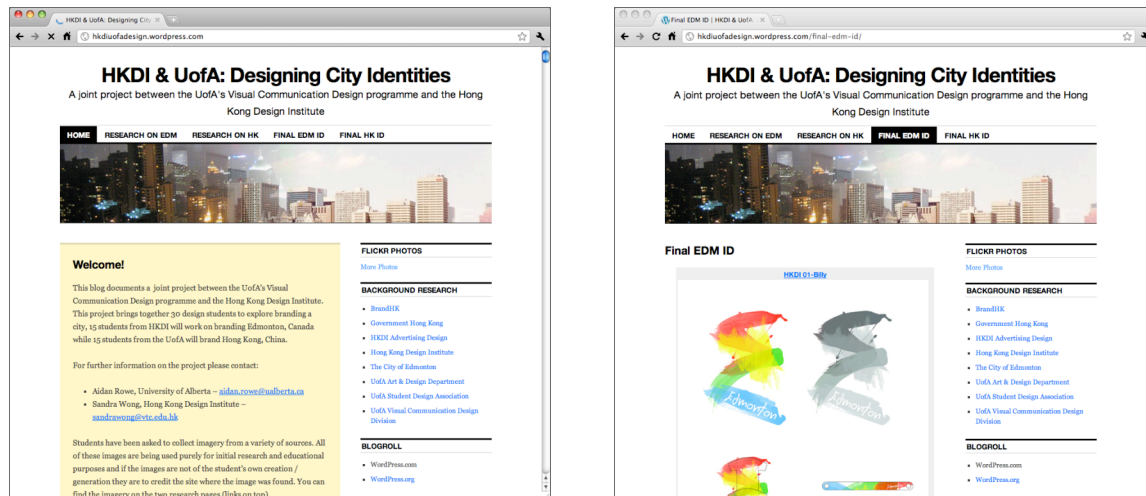 HKDI & UofA: Designing City
hkdiuofadesign.wordpress.com
HKDI & UofA: Designing City Identities
A joint project between the UofA's Visual Communication Design programme and the Hong
Kong Design Institute
HOME RESEARCH ON EDM RESEARCH ON HK FINAL EDM ID FINAL HK ID
Welcome!
This blog documents a joint project between the UofA's Visual
Communication Design programme and the Hong Kong Design Institute.
This project brings together 30 design students to explore branding a
city, 15 students from HKDI will work on branding Edmonton, Canada
while 15 students from the UofA will brand Hong Kong, China.
For further information on the project please contact:
Aidan Rowe, University of Alberta – aidan.rowe@ualberta.ca
Sandra Wong, Hong Kong Design Institute –
sandrawong@vtc.edu.hk
Students have been asked to collect imagery from a variety of sources. All
of these images are being used purely for initial research and educational
purposes and if the images are not of the student's own creation /
generation they are to credit the site where the image was found. You can
find the imagery on the two research pages (links on top)
FLICKR PHOTOS
More Photos
BACKGROUND RESEARCH
BrandHK
Government Hong Kong
HKDI Advertising Design
Hong Kong Design Institute
The City of Edmonton
UofA Art & Design Department
UofA Student Design Association
UofA Visual Communication Design
Division
BLOGROLL
WordPress.com
WordPress.org
Final EDM ID | HKDI & UofA:
hkdiuofadesign.wordpress.com/final-edm-id/
HKDI & UofA: Designing City Identities
A joint project between the UofA's Visual Communication Design programme and the Hong
Kong Design Institute
HOME RESEARCH ON EDM RESEARCH ON HK FINAL EDM ID FINAL HK ID
Final EDM ID
HKDI 01-Billy
Edmonton Edmonton
FLICKR PHOTOS
More Photos
BACKGROUND RESEARCH
BrandHK
Government Hong Kong
HKDI Advertising Design
Hong Kong Design Institute
The City of Edmonton
UofA Art & Design Department
UofA Student Design Association
UofA Visual Communication Design
Division
BLOGROLL
WordPress.com
WordPress.org